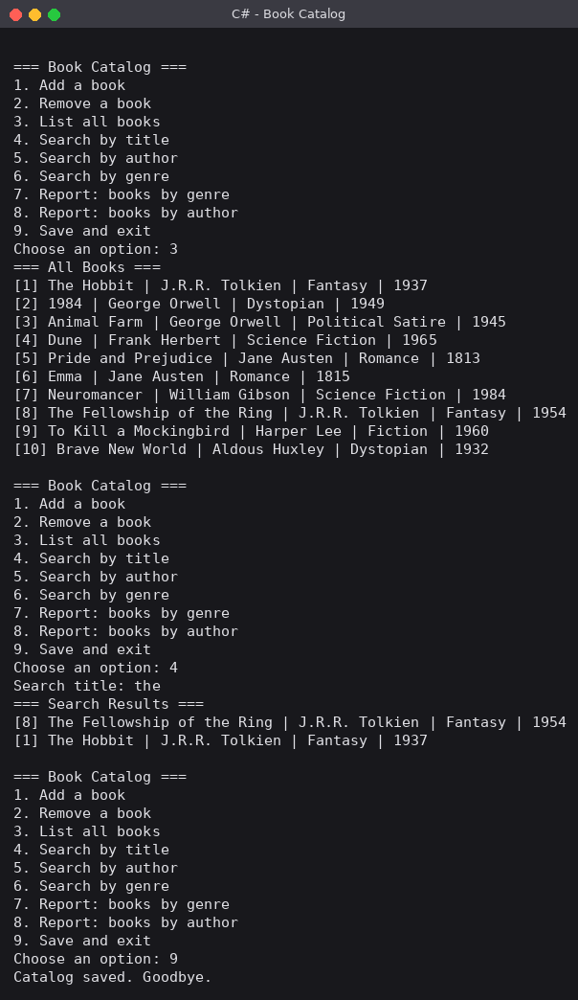 C# - Book Catalog
=== Book Catalog ===
1. Add a book
2. Remove a book
3. List all books
4. Search by title
5. Search by author
6. Search by genre
7. Report: books by genre
8. Report: books by author
9. Save and exit
Choose an option: 3
=== All Books ===
[1] The Hobbit | J.R.R. Tolkien | Fantasy | 1937
[2] 1984 | George Orwell | Dystopian | 1949
[3] Animal Farm | George Orwell | Political Satire | 1945
[4] Dune | Frank Herbert | Science Fiction | 1965
[5] Pride and Prejudice | Jane Austen | Romance | 1813
[6] Emma | Jane Austen | Romance | 1815
[7] Neuromancer | William Gibson | Science Fiction | 1984
[8] The Fellowship of the Ring | J.R.R. Tolkien | Fantasy | 1954
[9] To Kill a Mockingbird | Harper Lee | Fiction | 1960
[10] Brave New World | Aldous Huxley | Dystopian | 1932
=== Book Catalog ===
1. Add a book
2. Remove a book
3. List all books
4. Search by title
5. Search by author
6. Search by genre
7. Report: books by genre
8. Report: books by author
9. Save and exit
Choose an option: 4
Search title: the
=== Search Results ===
[8] The Fellowship of the Ring | J.R.R. Tolkien | Fantasy | 1954
[1] The Hobbit | J.R.R. Tolkien | Fantasy | 1937
=== Book Catalog ===
1. Add a book
2. Remove a book
3. List all books
4. Search by title
5. Search by author
6. Search by genre
7. Report: books by genre
8. Report: books by author
9. Save and exit
Choose an option: 9
Catalog saved. Goodbye.